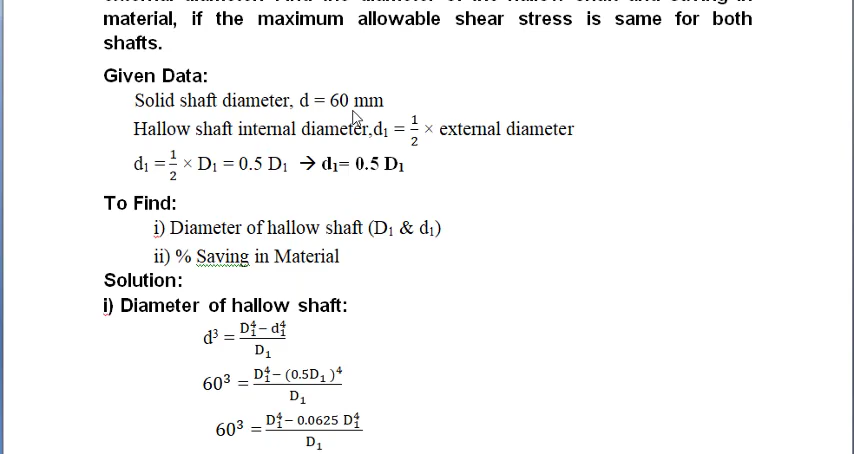 material, if the maximum allowable shear stress is same for both
shafts.
Given Data:
Solid shaft diameter, d = 60 mm
Hallow shaft internal diameter,d₁ = 1/2 × external diameter
d₁ = 1/2 × D₁ = 0.5 D₁ → d₁= 0.5 D₁
To Find:
i) Diameter of hallow shaft (D₁ & d₁)
ii) % Saving in Material
Solution:
i) Diameter of hallow shaft:
d³ = (D₁⁴ − d₁⁴)/D₁
60³ = (D₁⁴ − (0.5D₁)⁴)/D₁
60³ = (D₁⁴ − 0.0625 D₁⁴)/D₁